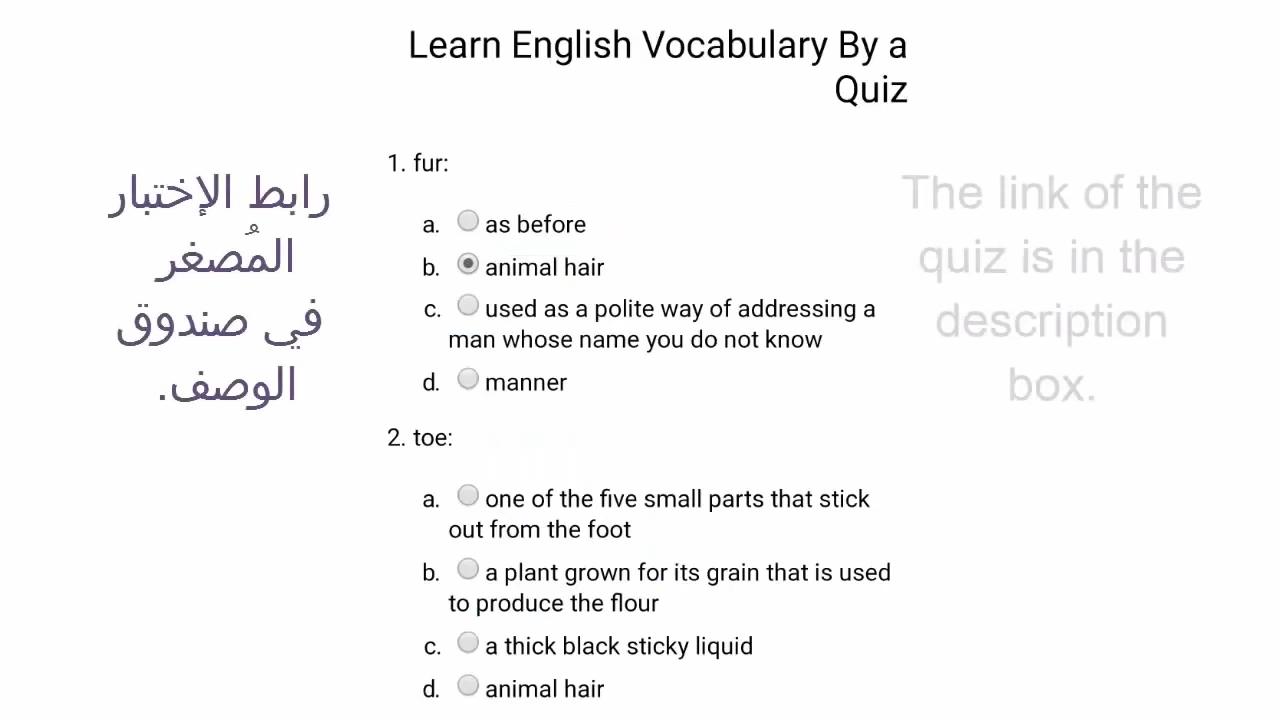 Learn English Vocabulary By a
Quiz
رابط الإختبار
المُصغر
في صندوق
الوصف.
1. fur:
a. as before
b. animal hair
c. used as a polite way of addressing a
man whose name you do not know
d. manner
2. toe:
a. one of the five small parts that stick
out from the foot
b. a plant grown for its grain that is used
to produce the flour
c. a thick black sticky liquid
d. animal hair
The link of the
quiz is in the
description
box.